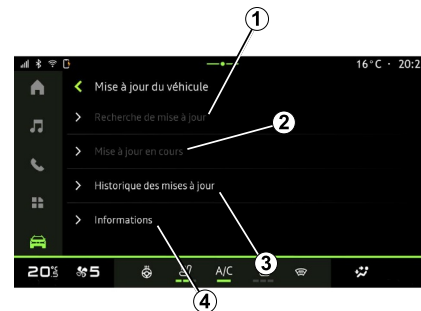 1
16°C · 20:2
Mise à jour du véhicule
Recherche de mise à jour
2
Mise à jour en cours
Historique des mises à jour
Informations
3
20 5 A/C
4